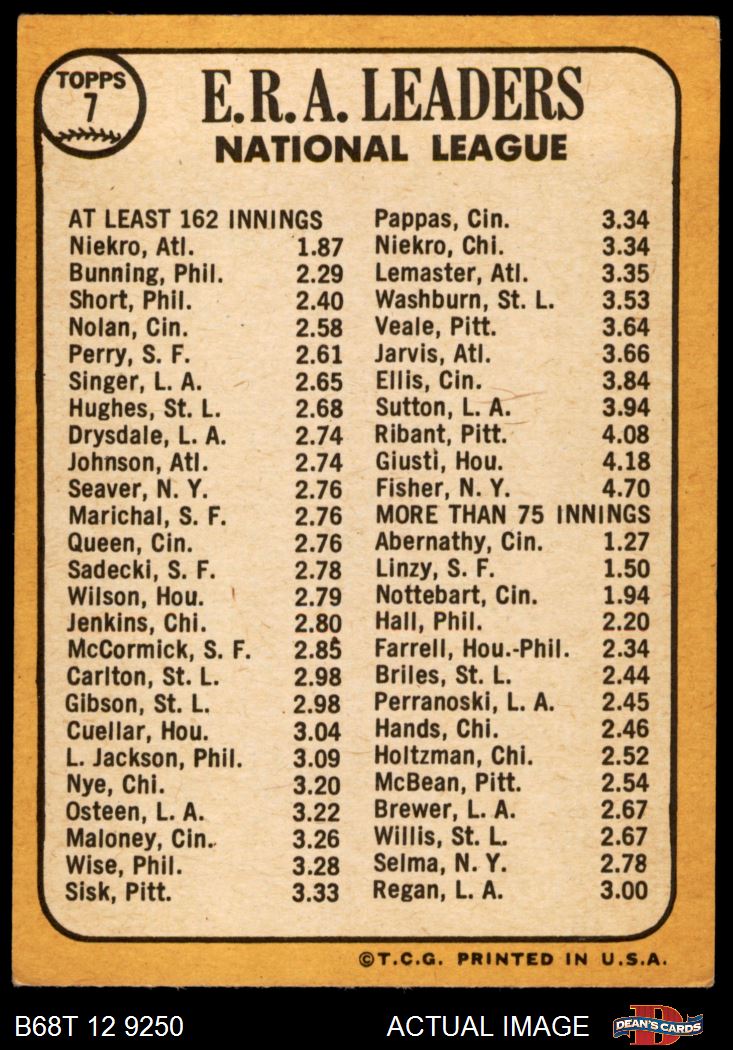 TOPPS
7
E.R.A. LEADERS
NATIONAL LEAGUE
AT LEAST 162 INNINGS
Niekro, Atl. 1.87
Bunning, Phil. 2.29
Short, Phil. 2.40
Nolan, Cin. 2.58
Perry, S. F. 2.61
Singer, L. A. 2.65
Hughes, St. L. 2.68
Drysdale, L. A. 2.74
Johnson, Atl. 2.74
Seaver, N. Y. 2.76
Marichal, S. F. 2.76
Queen, Cin. 2.76
Sadecki, S. F. 2.78
Wilson, Hou. 2.79
Jenkins, Chi. 2.80
McCormick, S. F. 2.85
Carlton, St. L. 2.98
Gibson, St. L. 2.98
Cuellar, Hou. 3.04
L. Jackson, Phil. 3.09
Nye, Chi. 3.20
Osteen, L. A. 3.22
Maloney, Cin. 3.26
Wise, Phil. 3.28
Sisk, Pitt. 3.33
Pappas, Cin. 3.34
Niekro, Chi. 3.34
Lemaster, Atl. 3.35
Washburn, St. L. 3.53
Veale, Pitt. 3.64
Jarvis, Atl. 3.66
Ellis, Cin. 3.84
Sutton, L. A. 3.94
Ribant, Pitt. 4.08
Giusti, Hou. 4.18
Fisher, N. Y. 4.70
MORE THAN 75 INNINGS
Abernathy, Cin. 1.27
Linzy, S. F. 1.50
Nottebart, Cin. 1.94
Hall, Phil. 2.20
Farrell, Hou.-Phil. 2.34
Briles, St. L. 2.44
Perranoski, L. A. 2.45
Hands, Chi. 2.46
Holtzman, Chi. 2.52
McBean, Pitt. 2.54
Brewer, L. A. 2.67
Willis, St. L. 2.67
Selma, N. Y. 2.78
Regan, L. A. 3.00
©T.C.G. PRINTED IN U.S.A.
B68T 12 9250 ACTUAL IMAGE
DEAN'S CARDS